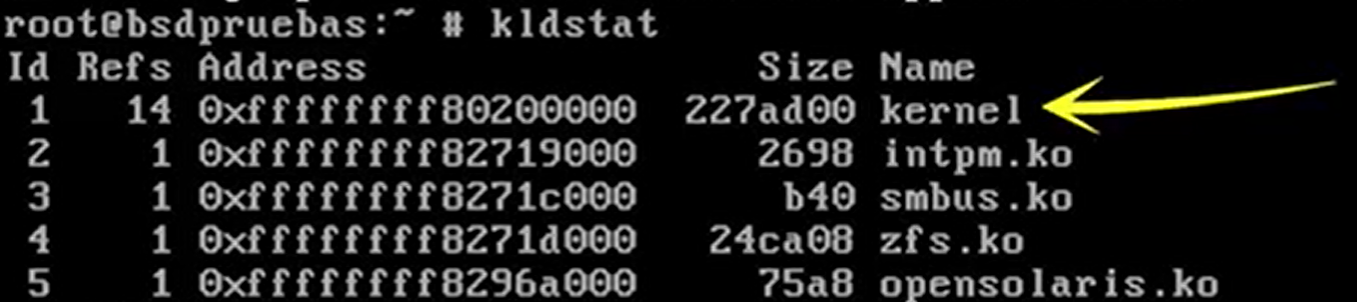 root@bsdpruebas:~ # kldstat
Id Refs Address                Size Name
 1   14 0xffffffff80200000  227ad00 kernel
 2    1 0xffffffff82719000     2698 intpm.ko
 3    1 0xffffffff8271c000      b40 smbus.ko
 4    1 0xffffffff8271d000   24ca08 zfs.ko
 5    1 0xffffffff8296a000     75a8 opensolaris.ko